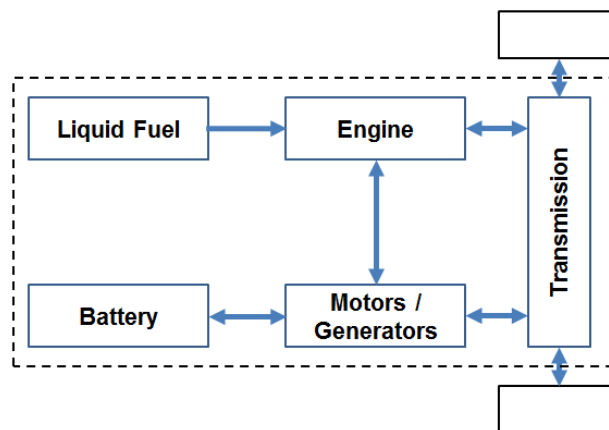 Liquid Fuel
Engine
Transmission
Battery
Motors /
Generators